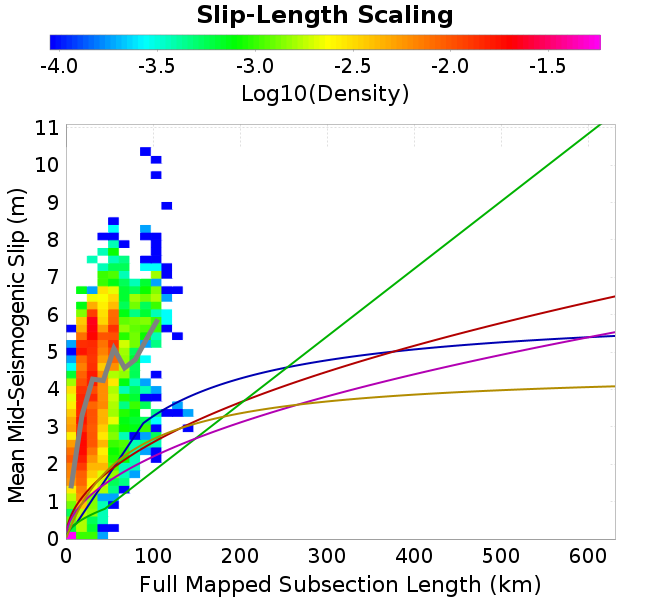 Slip-Length Scaling
-4.0 -3.5 -3.0 -2.5 -2.0 -1.5
Log10(Density)
11
10
9
8
7
6
5
4
3
2
1
0
Mean Mid-Seismogenic Slip (m)
0 100 200 300 400 500 600
Full Mapped Subsection Length (km)